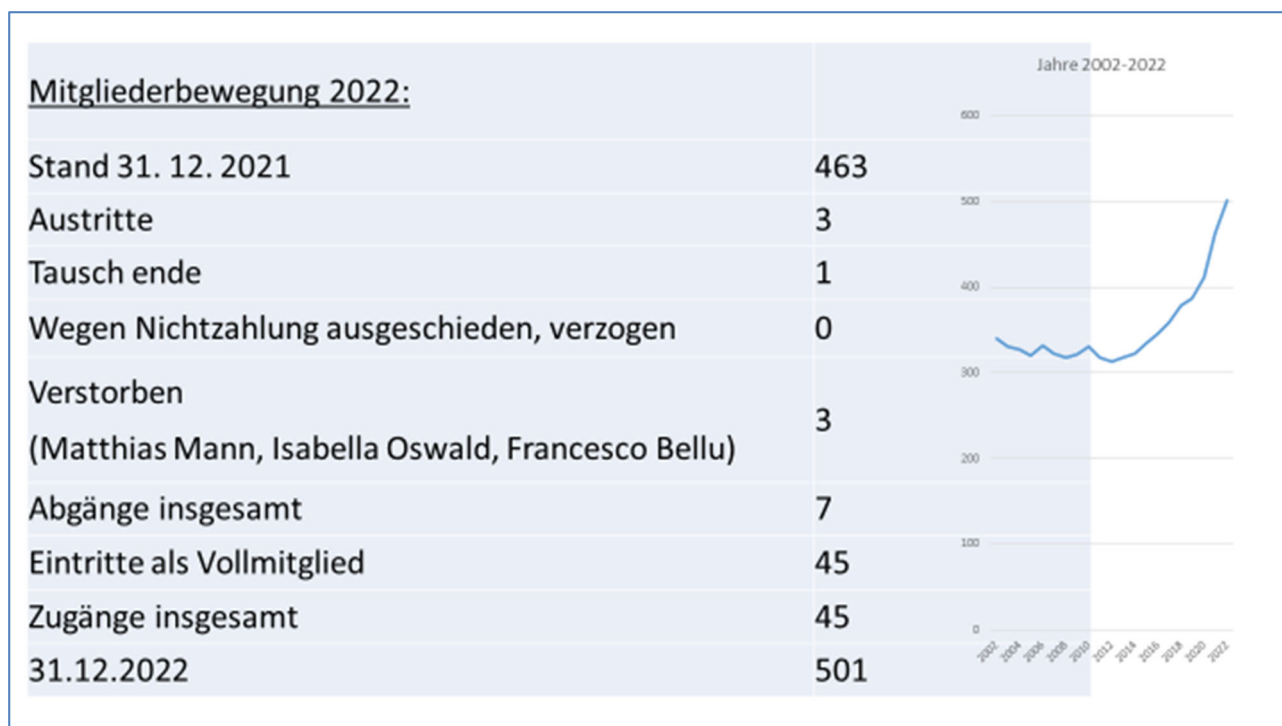 Mitgliederbewegung 2022:
Stand 31. 12. 2021 463
Austritte 3
Tausch ende 1
Wegen Nichtzahlung ausgeschieden, verzogen 0
Verstorben
(Matthias Mann, Isabella Oswald, Francesco Bellu) 3
Abgänge insgesamt 7
Eintritte als Vollmitglied 45
Zugänge insgesamt 45
31.12.2022 501
Jahre 2002-2022
600
500
400
300
200
100
0
2002 2004 2006 2008 2010 2012 2014 2016 2018 2020 2022